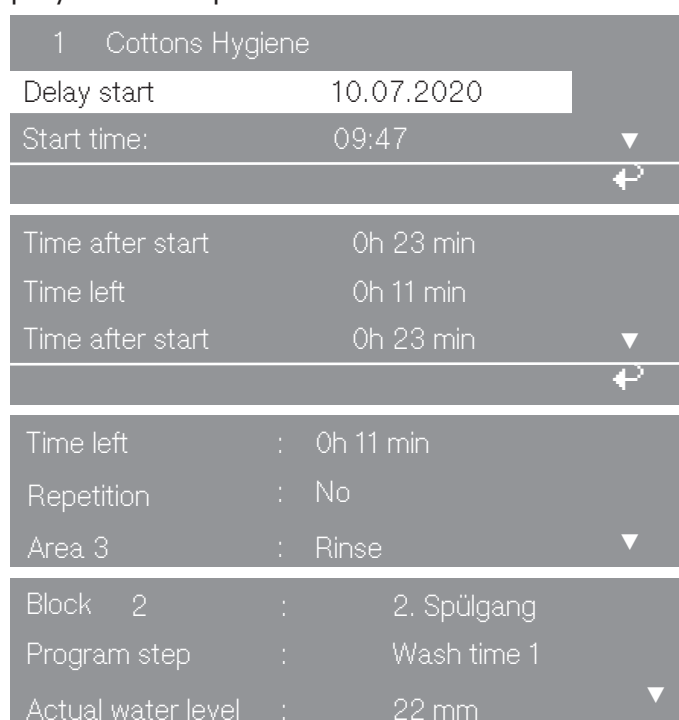 1 Cottons Hygiene
Delay start 10.07.2020
Start time: 09:47
Time after start 0h 23 min
Time left 0h 11 min
Time after start 0h 23 min
Time left : 0h 11 min
Repetition : No
Area 3 : Rinse
Block 2 : 2. Spülgang
Program step : Wash time 1
Actual water level : 22 mm